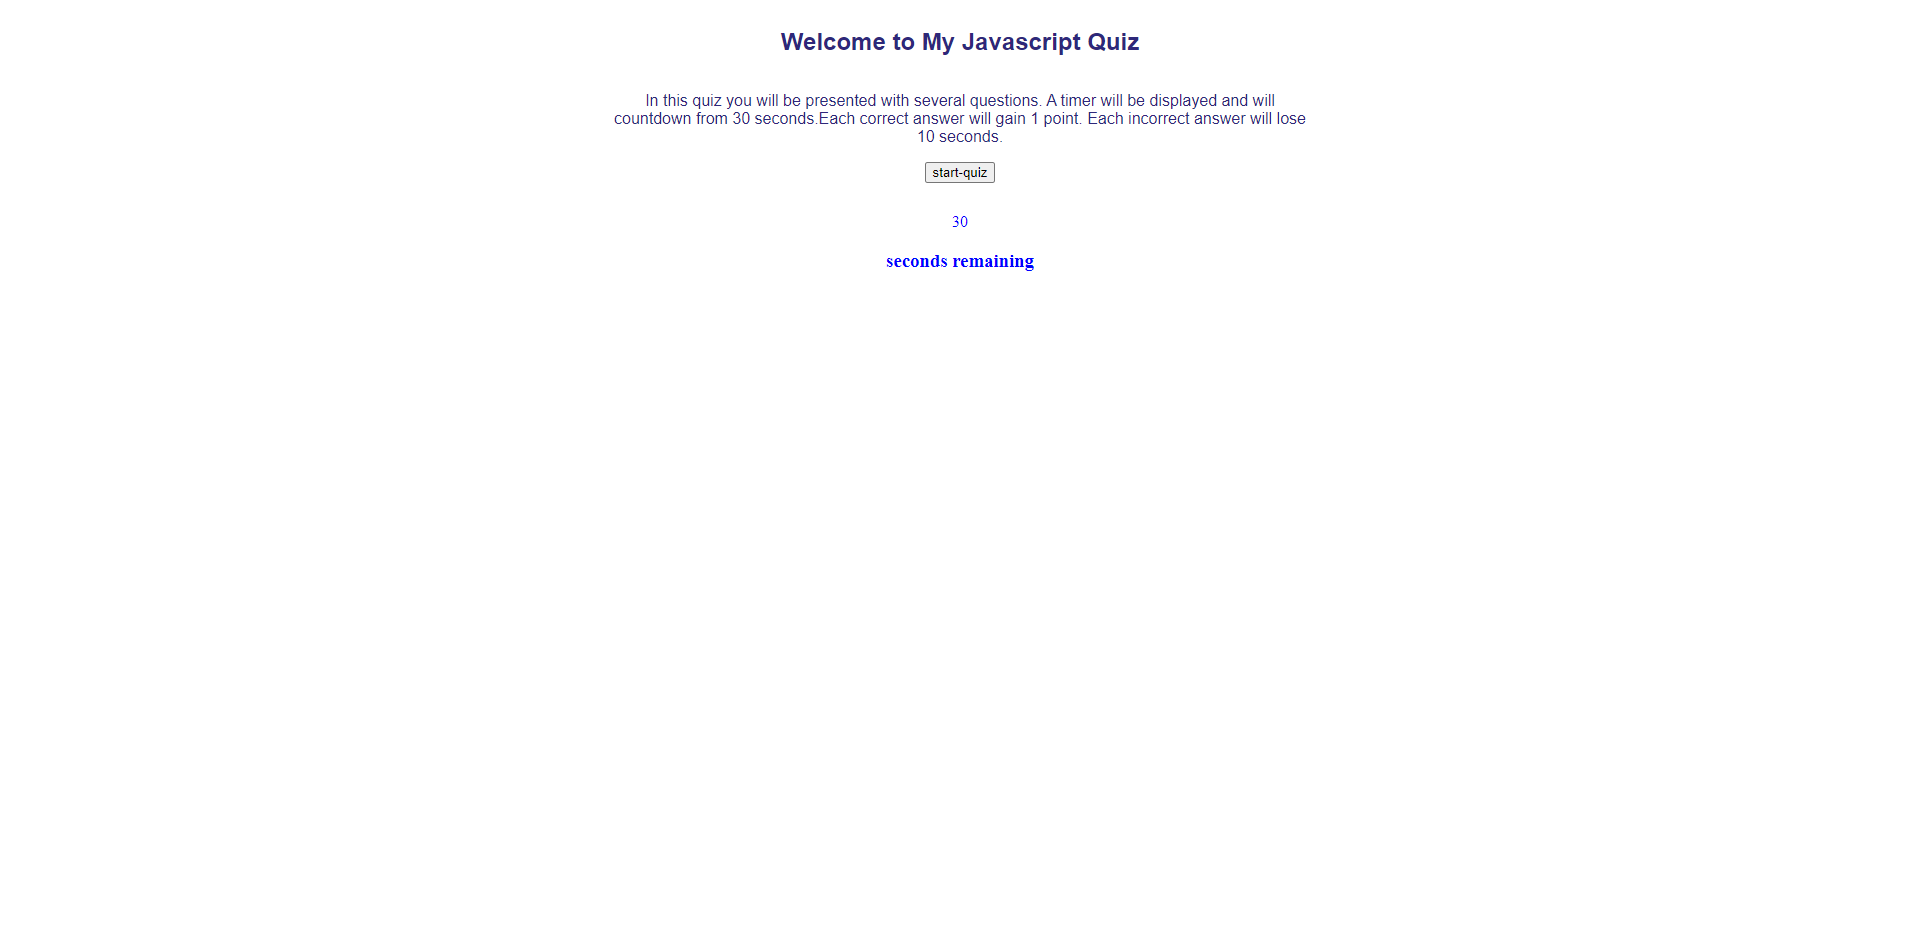 Welcome to My Javascript Quiz
In this quiz you will be presented with several questions. A timer will be displayed and will
countdown from 30 seconds.Each correct answer will gain 1 point. Each incorrect answer will lose
10 seconds.
start-quiz
30
seconds remaining